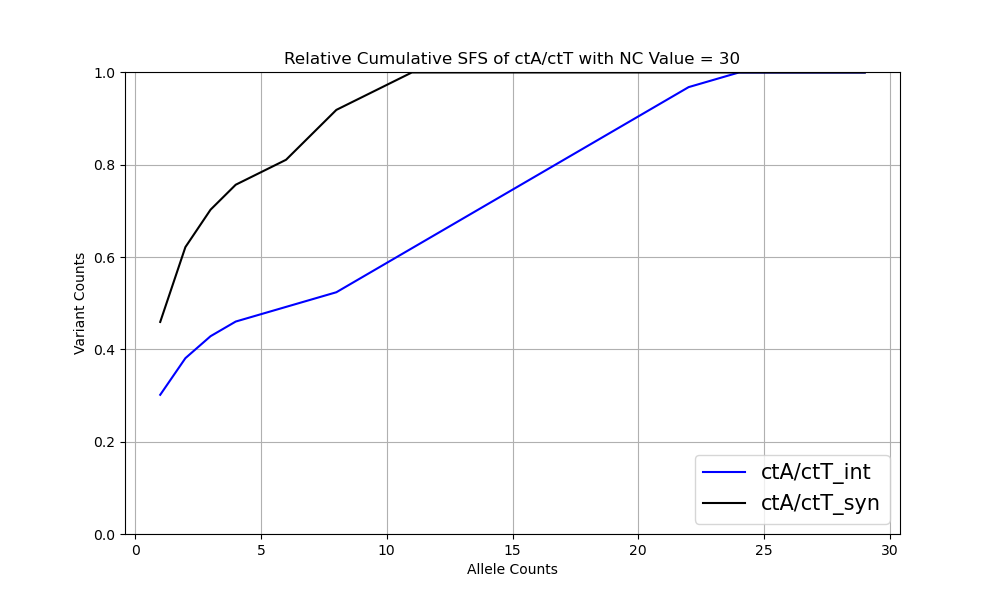 Relative Cumulative SFS of ctA/ctT with NC Value = 30
1.0
0.8
0.6
0.4
0.2
0.0
Variant Counts
0 5 10 15 20 25 30
Allele Counts
ctA/ctT_int
ctA/ctT_syn